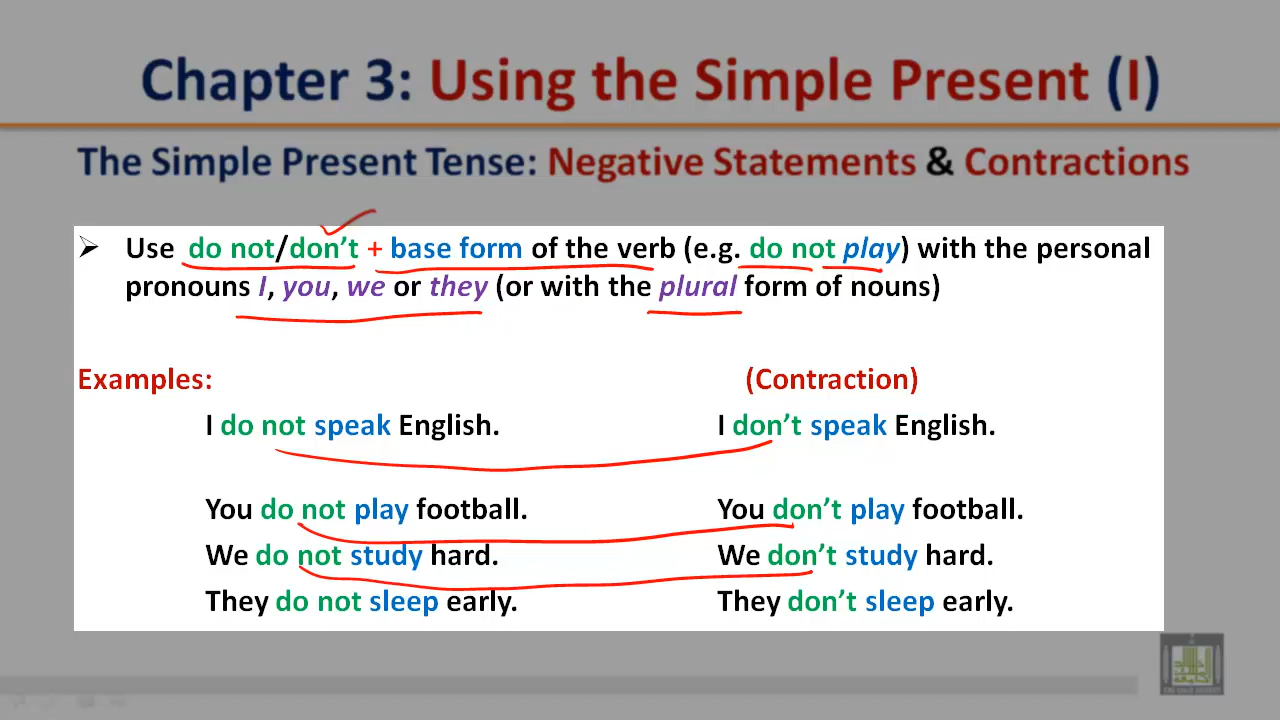 Chapter 3: Using the Simple Present (I)
The Simple Present Tense: Negative Statements & Contractions
➢ Use do not/don’t + base form of the verb (e.g. do not play) with the personal
pronouns I, you, we or they (or with the plural form of nouns)
Examples:
(Contraction)
I do not speak English.
I don’t speak English.
You do not play football.
You don’t play football.
We do not study hard.
We don’t study hard.
They do not sleep early.
They don’t sleep early.